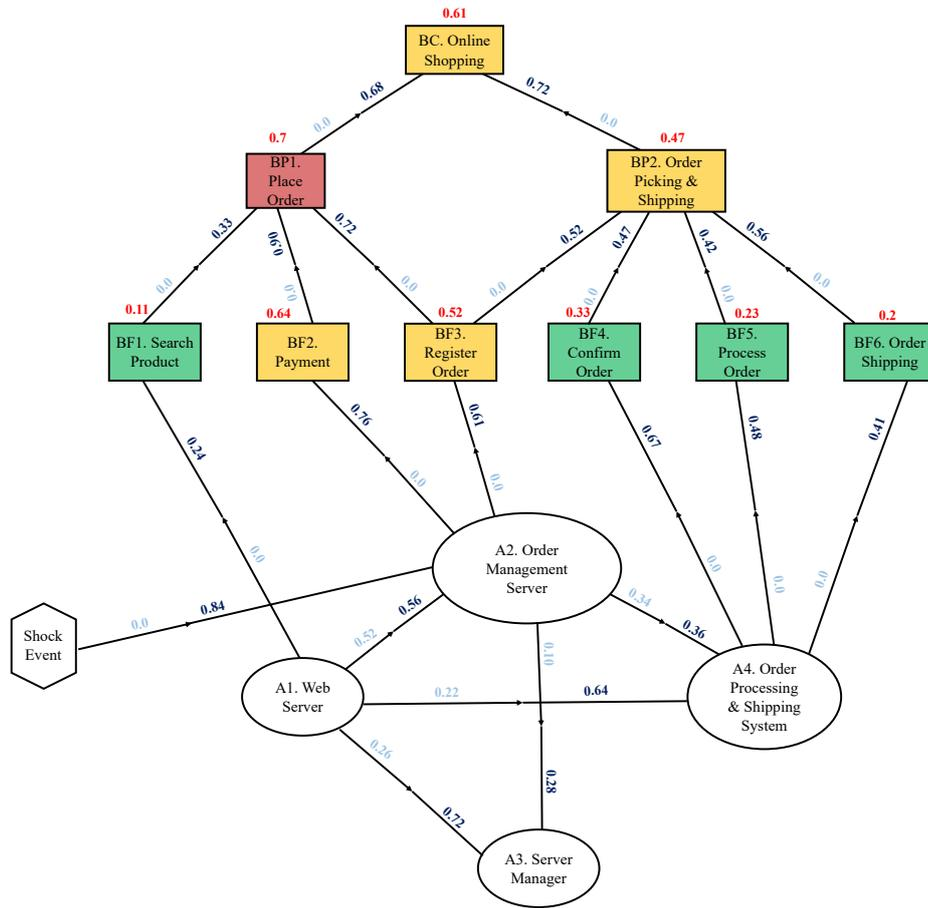 0.61
BC. Online
Shopping
0.68
0.72
0.0
0.0
0.7
0.47
BP1.
Place
Order
BP2. Order
Picking &
Shipping
0.33
0.90
0.72
0.52
0.47
0.42
0.56
0.0
0.0
0.0
0.0
0.0
0.0
0.0
0.11
0.64
0.52
0.33
0.23
0.2
BF1. Search
Product
BF2.
Payment
BF3.
Register
Order
BF4.
Confirm
Order
BF5.
Process
Order
BF6. Order
Shipping
0.24
0.76
0.61
0.67
0.48
0.41
0.0
0.0
0.0
0.0
0.0
0.0
A2. Order
Management
Server
Shock
Event
0.0
0.84
0.52
0.56
0.34
0.36
0.10
A1. Web
Server
0.22
0.64
A4. Order
Processing
& Shipping
System
0.26
0.72
0.28
A3. Server
Manager